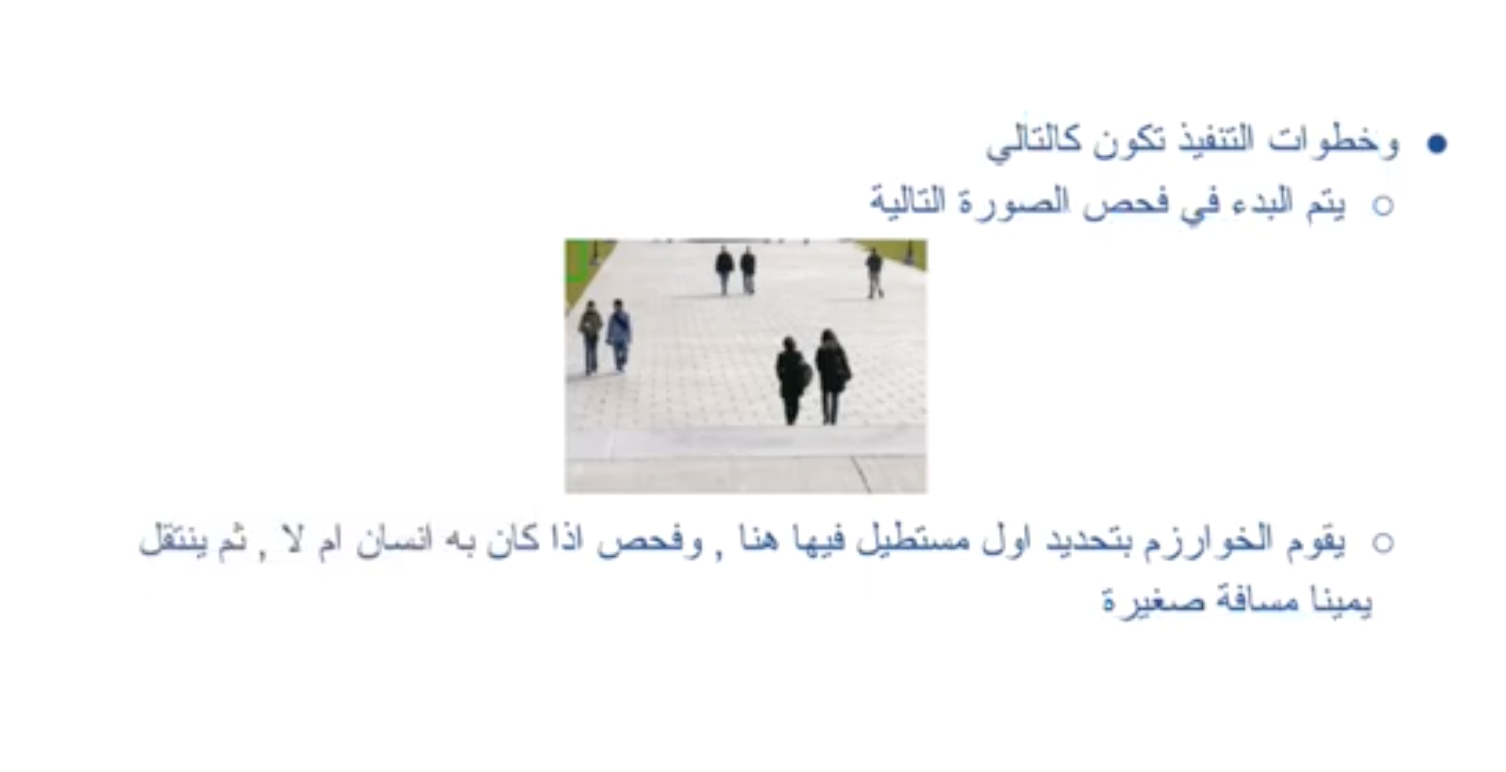 وخطوات التنفيذ تكون كالتالي
يتم البدء في فحص الصورة التالية
يقوم الخوارزم بتحديد اول مستطيل فيها هنا , وفحص اذا كان به انسان ام لا , ثم ينتقل
يمينا مسافة صغيرة